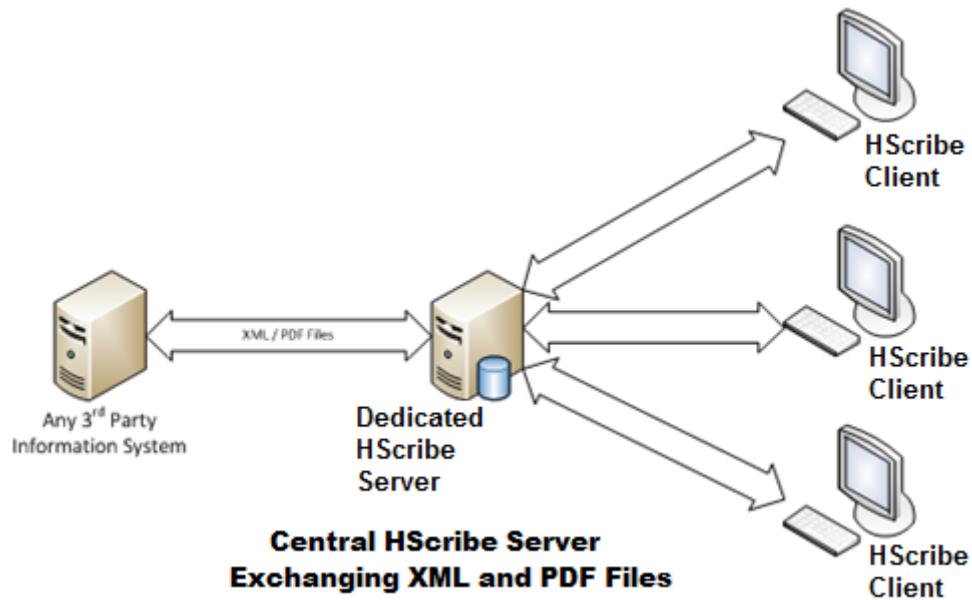 HScribe
Client
XML / PDF Files
HScribe
Client
Any 3rd Party
Information System
Dedicated
HScribe
Server
HScribe
Client
Central HScribe Server
Exchanging XML and PDF Files